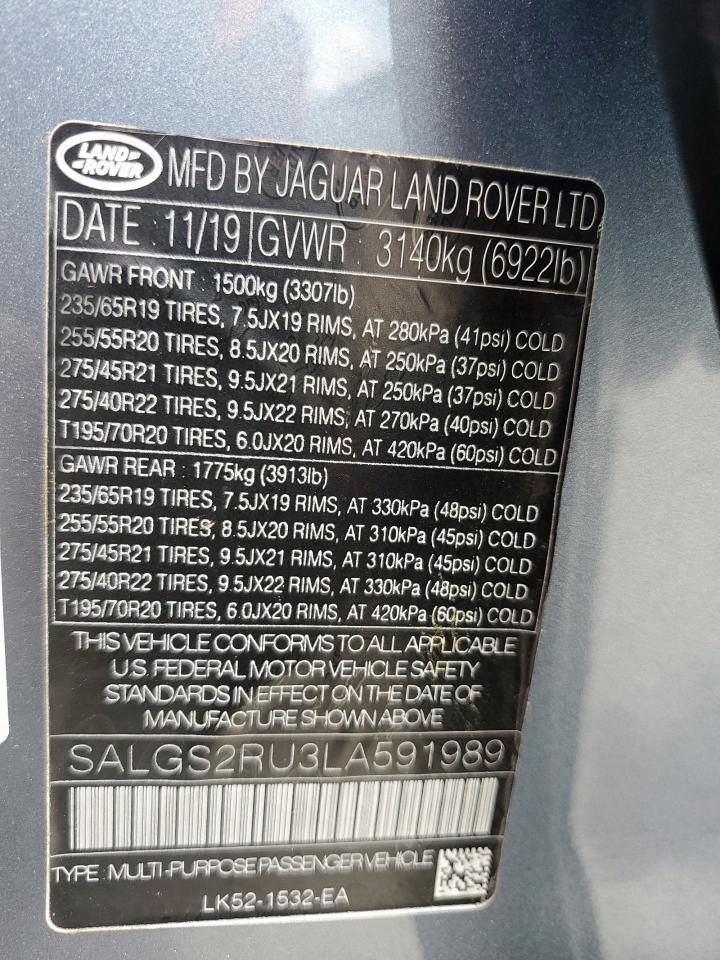 LAND ROVER MFD BY JAGUAR LAND ROVER LTD
DATE : 11/19 GVWR : 3140kg (6922lb)
GAWR FRONT : 1500kg (3307lb)
235/65R19 TIRES, 7.5JX19 RIMS, AT 280kPa (41psi) COLD
255/55R20 TIRES, 8.5JX20 RIMS, AT 250kPa (37psi) COLD
275/45R21 TIRES, 9.5JX21 RIMS, AT 250kPa (37psi) COLD
275/40R22 TIRES, 9.5JX22 RIMS, AT 270kPa (40psi) COLD
T195/70R20 TIRES, 6.0JX20 RIMS, AT 420kPa (60psi) COLD
GAWR REAR : 1775kg (3913lb)
235/65R19 TIRES, 7.5JX19 RIMS, AT 330kPa (48psi) COLD
255/55R20 TIRES, 8.5JX20 RIMS, AT 310kPa (45psi) COLD
275/45R21 TIRES, 9.5JX21 RIMS, AT 310kPa (45psi) COLD
275/40R22 TIRES, 9.5JX22 RIMS, AT 330kPa (48psi) COLD
T195/70R20 TIRES, 6.0JX20 RIMS, AT 420kPa (60psi) COLD
THIS VEHICLE CONFORMS TO ALL APPLICABLE
U.S. FEDERAL MOTOR VEHICLE SAFETY
STANDARDS IN EFFECT ON THE DATE OF
MANUFACTURE SHOWN ABOVE
SALGS2RU3LA591989
TYPE : MULTI-PURPOSE PASSENGER VEHICLE
LK52-1532-EA